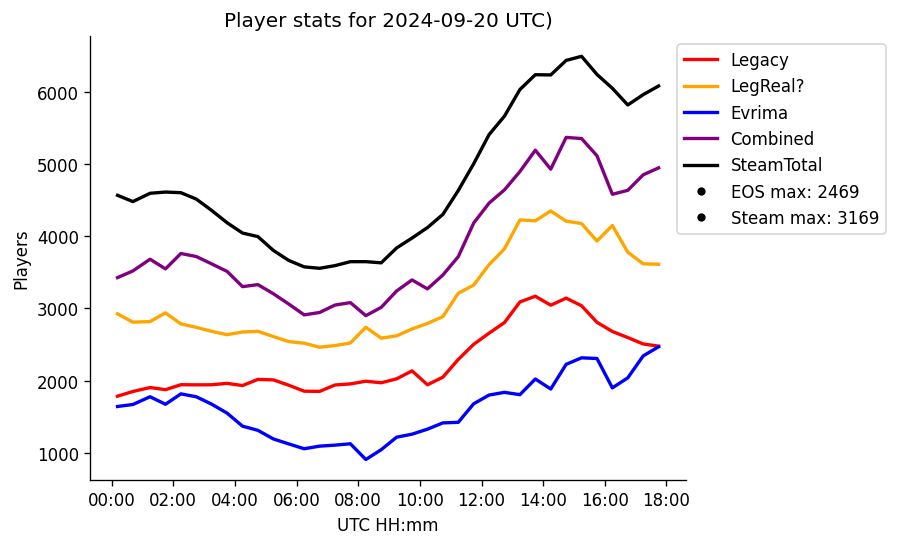 Player stats for 2024-09-20 UTC)
Players
6000
5000
4000
3000
2000
1000
00:00 02:00 04:00 06:00 08:00 10:00 12:00 14:00 16:00 18:00
UTC HH:mm
Legacy
LegReal?
Evrima
Combined
SteamTotal
EOS max: 2469
Steam max: 3169